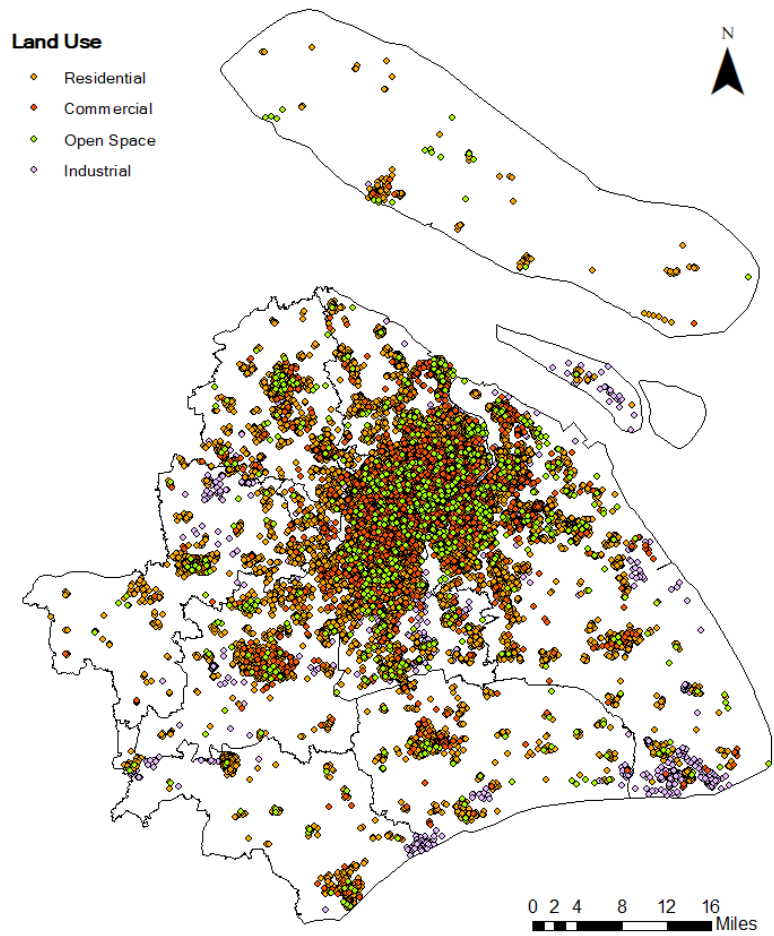 Land Use
Residential
Commercial
Open Space
Industrial
N
0 2 4 8 12 16
Miles